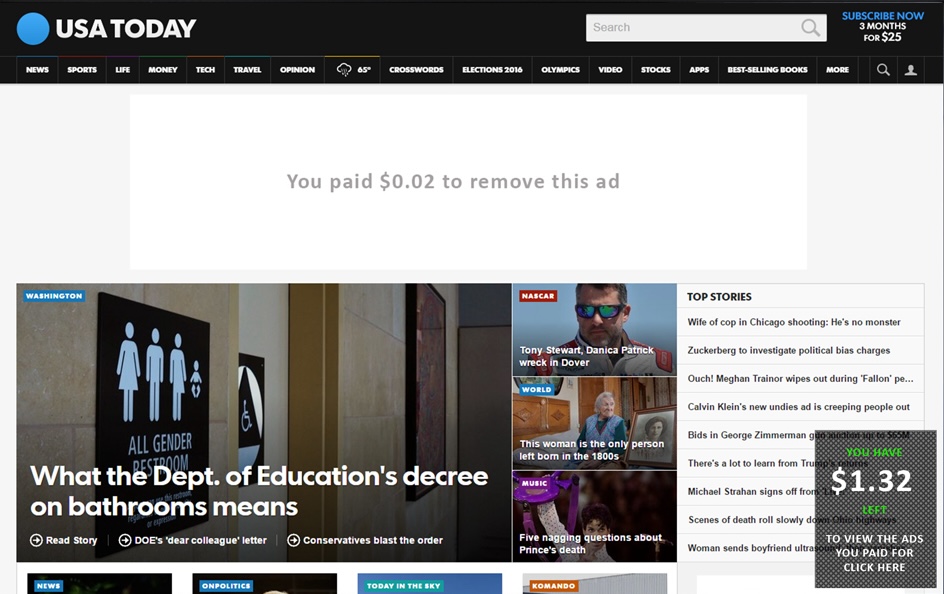 USA TODAY
Search
SUBSCRIBE NOW
3 MONTHS
FOR $25
NEWS
SPORTS
LIFE
MONEY
TECH
TRAVEL
OPINION
65°
CROSSWORDS
ELECTIONS 2016
OLYMPICS
VIDEO
STOCKS
APPS
BEST-SELLING BOOKS
MORE
You paid $0.02 to remove this ad
WASHINGTON
ALL GENDER
RESTROOM
What the Dept. of Education's decree
on bathrooms means
Read Story
DOE's 'dear colleague' letter
Conservatives blast the order
NASCAR
Tony Stewart, Danica Patrick
wreck in Dover
WORLD
This woman is the only person
left born in the 1800s
MUSIC
Five nagging questions about
Prince's death
TOP STORIES
Wife of cop in Chicago shooting: He's no monster
Zuckerberg to investigate political bias charges
Ouch! Meghan Trainor wipes out during 'Fallon' pe...
Calvin Klein's new undies ad is creeping people out
Bids in George Zimmerman gun auction up to $65M
There's a lot to learn from Trump's returns
Michael Strahan signs off from
Scenes of death roll slowly down Ohio highways
Woman sends boyfriend
YOU HAVE
$1.32
LEFT
TO VIEW THE ADS
YOU PAID FOR
CLICK HERE
NEWS
ONPOLITICS
TODAY IN THE SKY
KOMANDO